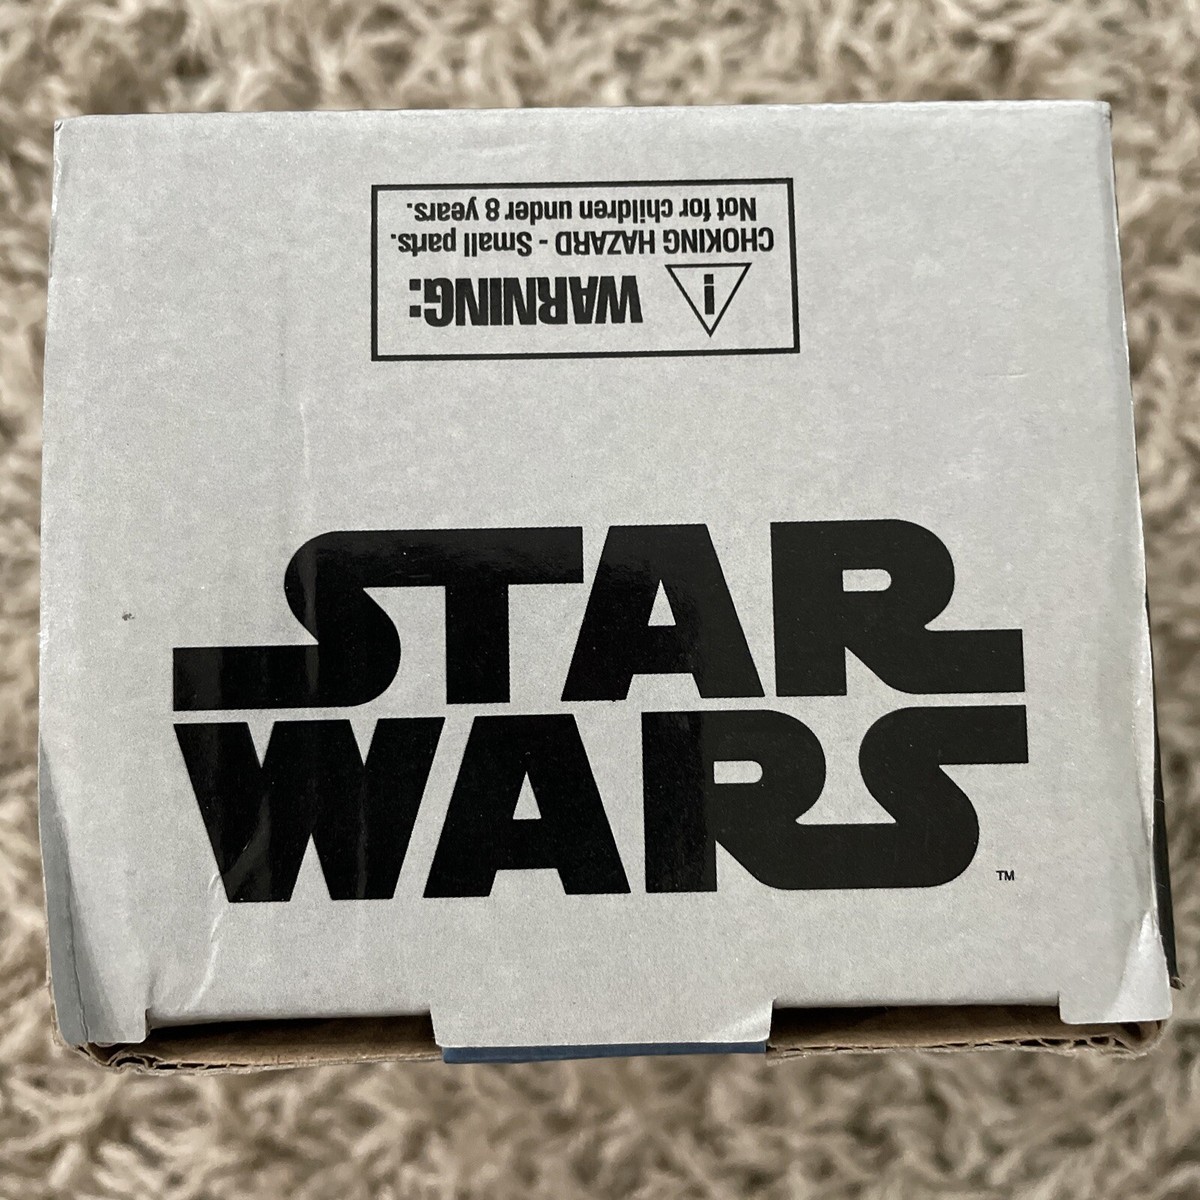 WARNING:
CHOKING HAZARD - Small parts.
Not for children under 8 years.
STAR
WARS
TM